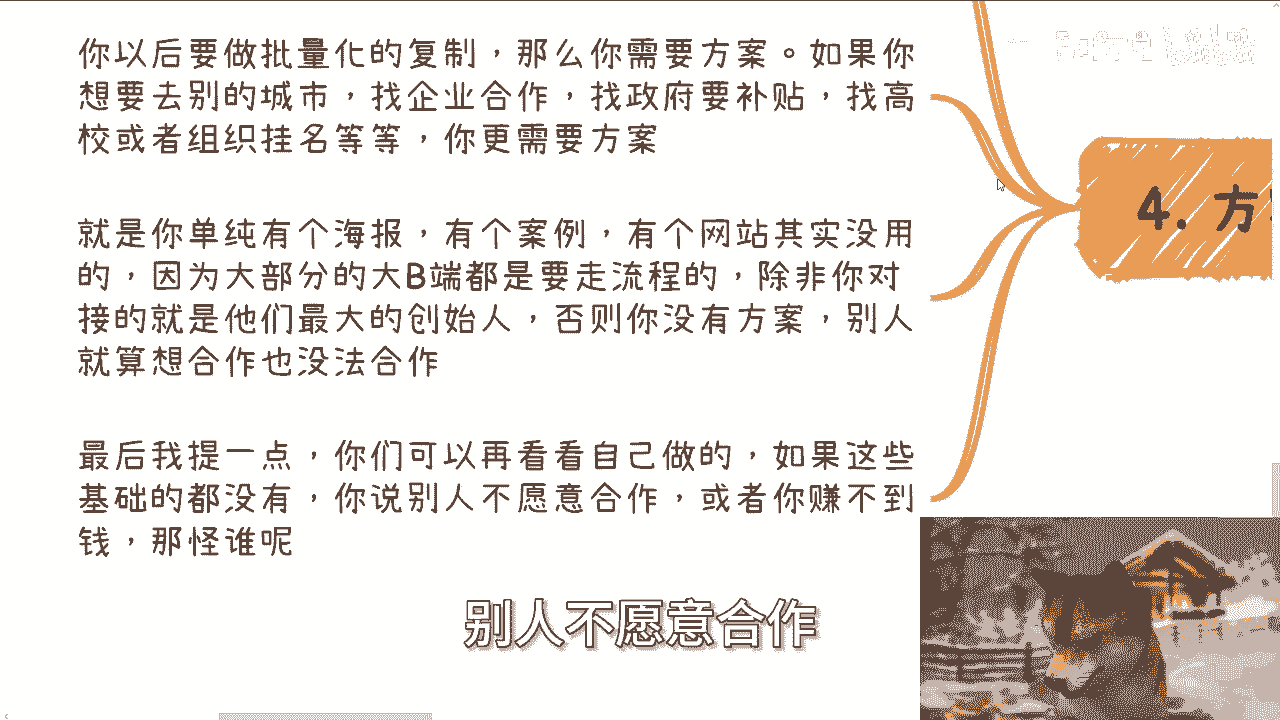 你以后要做批量化的复制，那么你需要方案。如果你
想要去别的城市，找企业合作，找政府要补贴，找高
校或者组织挂名等等，你更需要方案
就是你单纯有个海报，有个案例，有个网站其实没用
的，因为大部分的大B端都是要走流程的，除非你对
接的就是他们最大的创始人，否则你没有方案，别人
就算想合作也没法合作
最后我提一点，你们可以再看看自己做的，如果这些
基础的都没有，你说别人不愿意合作，或者你赚不到
钱，那怪谁呢
4. 方
别人不愿意合作